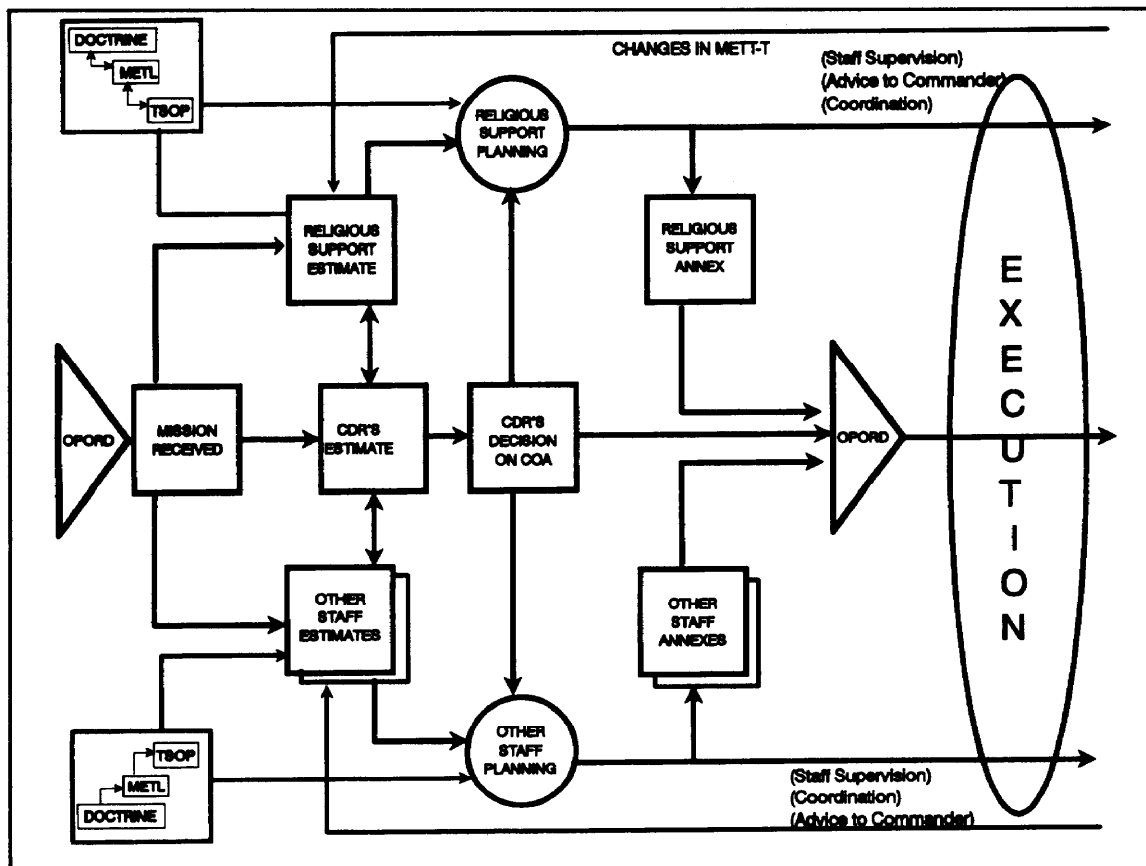 DOCTRINE
METL
TSOP
CHANGES IN METT-T
(Staff Supervision)
(Advice to Commander)
(Coordination)
RELIGIOUS
SUPPORT
PLANNING
RELIGIOUS
SUPPORT
ESTIMATE
RELIGIOUS
SUPPORT
ANNEX
OPORD
MISSION
RECEIVED
CDR'S
ESTIMATE
CDR'S
DECISION
ON COA
OPORD
EXECUTION
OTHER
STAFF
ESTIMATES
OTHER
STAFF
ANNEXES
TSOP
METL
DOCTRINE
OTHER
STAFF
PLANNING
(Staff Supervision)
(Coordination)
(Advice to Commander)